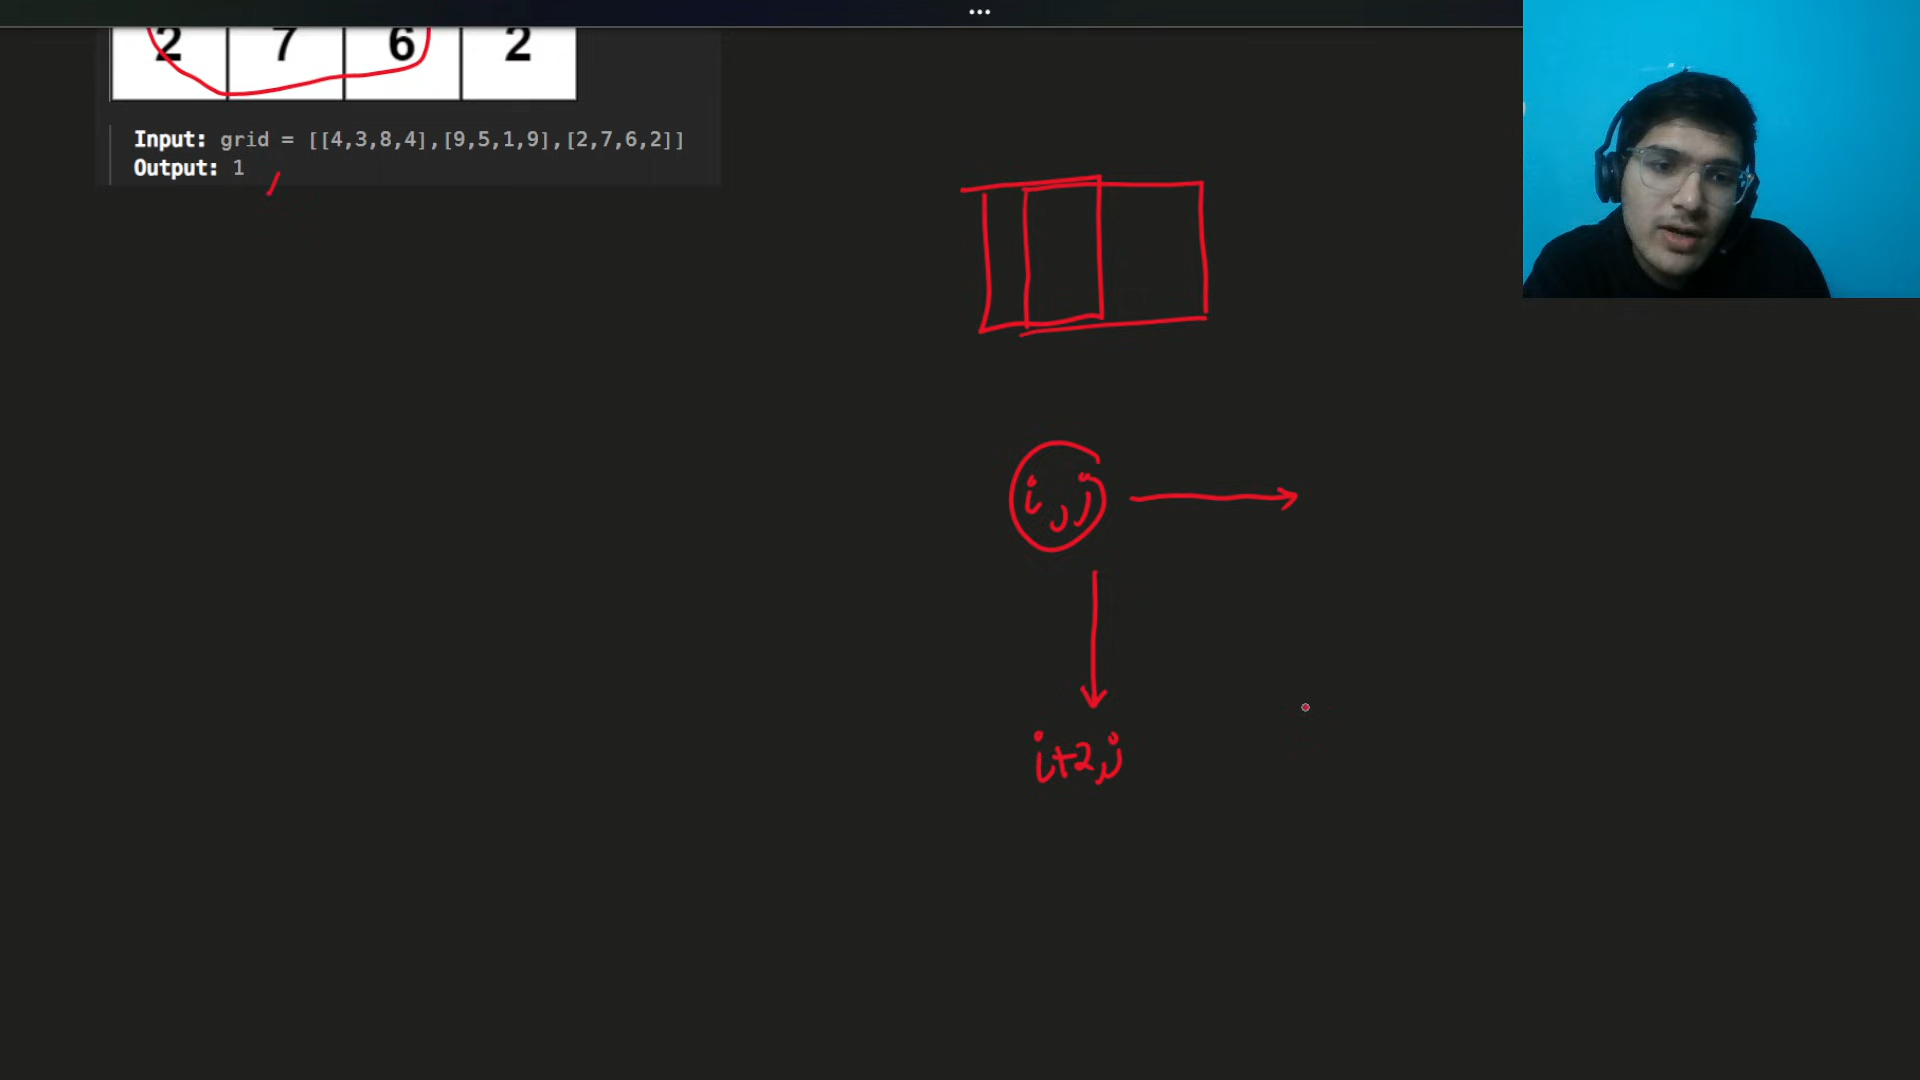 ...
2 7 6 2
Input: grid = [[4,3,8,4],[9,5,1,9],[2,7,6,2]]
Output: 1
i,j
i+2,j